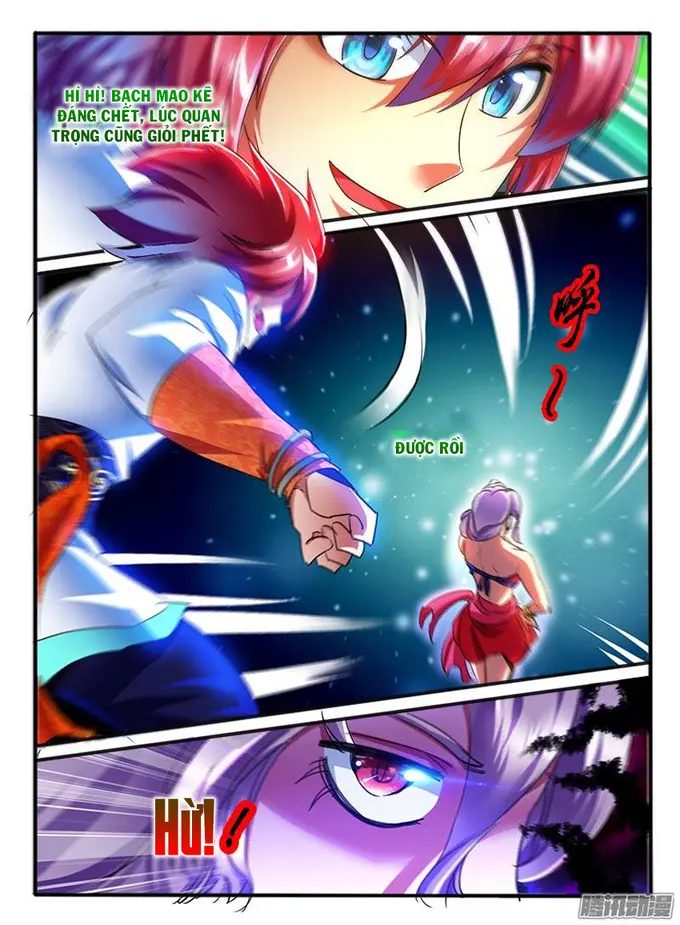 HỈ HÌ! BẠCH MAO KÊ
ĐÁNG CHẾT, LÚC QUAN
TRỌNG CŨNG GIỎI PHẾT!
呼~
ĐƯỢC RỒI
HỪ!!
腾讯动漫